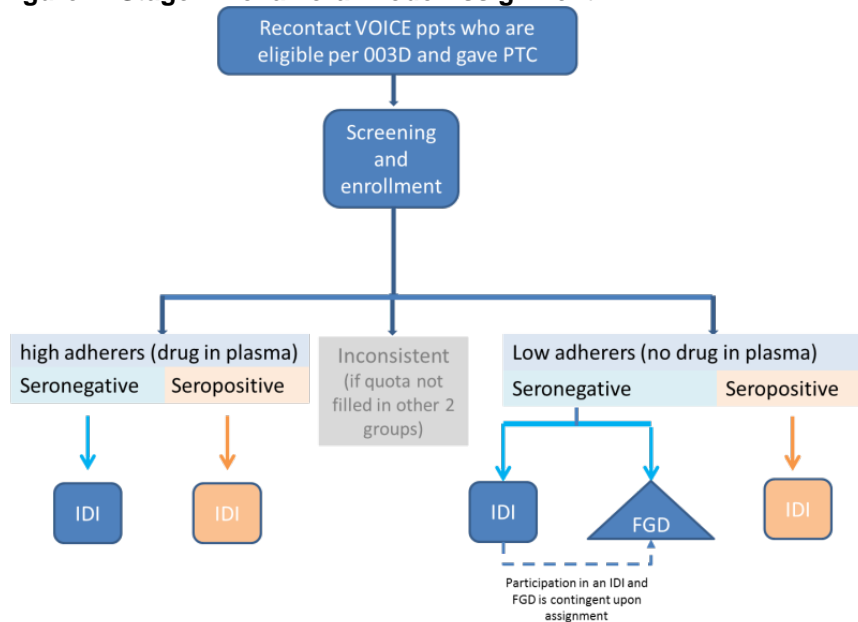 Recontact VOICE ppts who are
eligible per 003D and gave PTC
Screening
and
enrollment
high adherers (drug in plasma)
Seronegative
Seropositive
Inconsistent
(if quota not
filled in other 2
groups)
Low adherers (no drug in plasma)
Seronegative
Seropositive
IDI
IDI
IDI
FGD
IDI
Participation in an IDI and
FGD is contingent upon
assignment